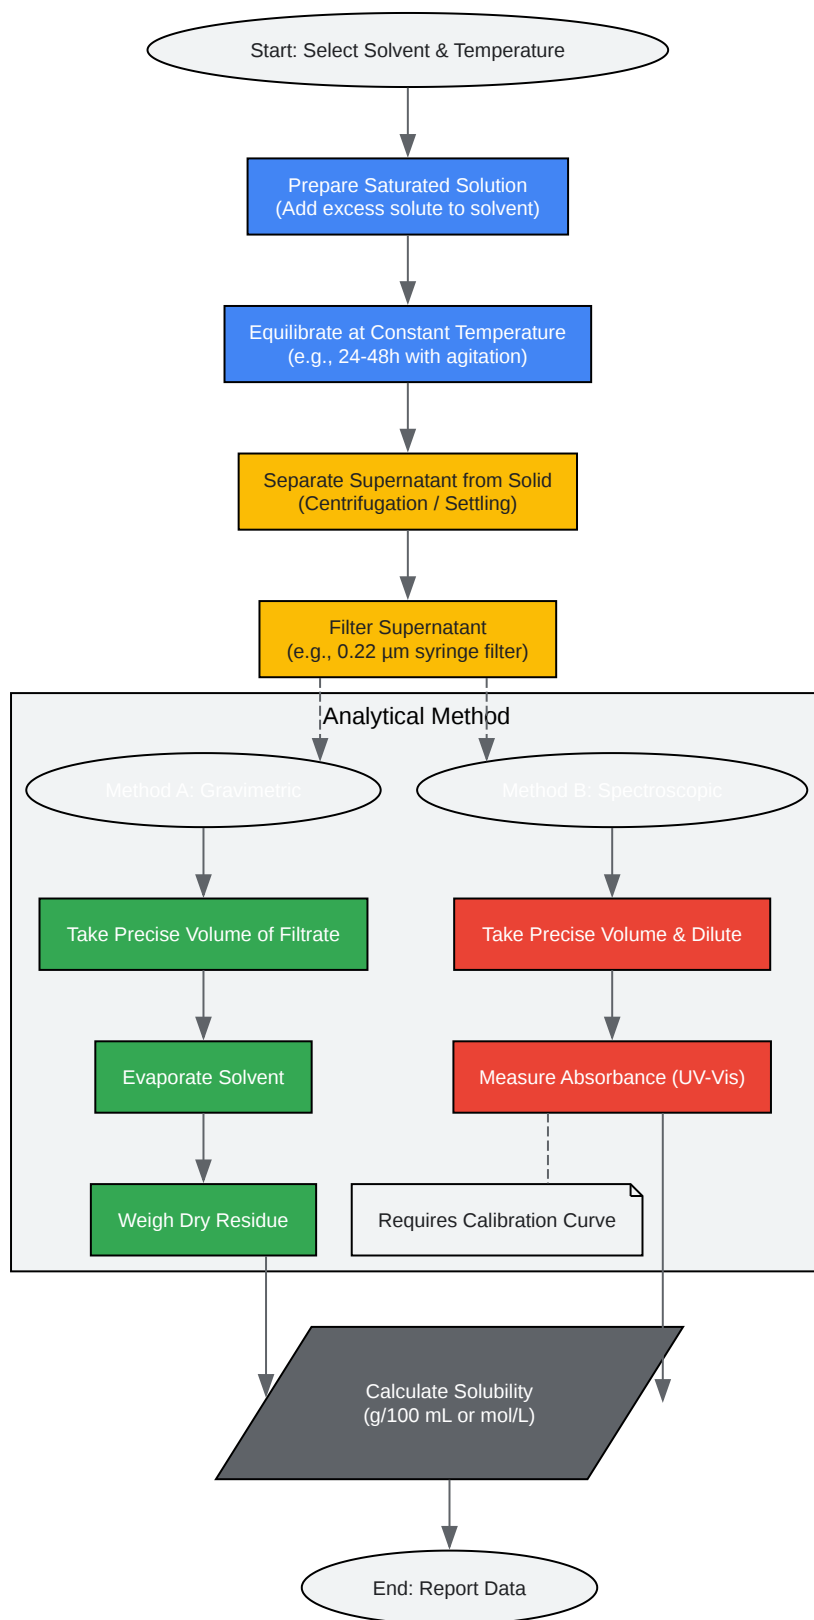 Start: Select Solvent & Temperature
Prepare Saturated Solution
(Add excess solute to solvent)
Equilibrate at Constant Temperature
(e.g., 24-48h with agitation)
Separate Supernatant from Solid
(Centrifugation / Settling)
Filter Supernatant
(e.g., 0.22 µm syringe filter)
Analytical Method
Method A: Gravimetric
Method B: Spectroscopic
Take Precise Volume of Filtrate
Take Precise Volume & Dilute
Evaporate Solvent
Measure Absorbance (UV-Vis)
Weigh Dry Residue
Requires Calibration Curve
Calculate Solubility
(g/100 mL or mol/L)
End: Report Data